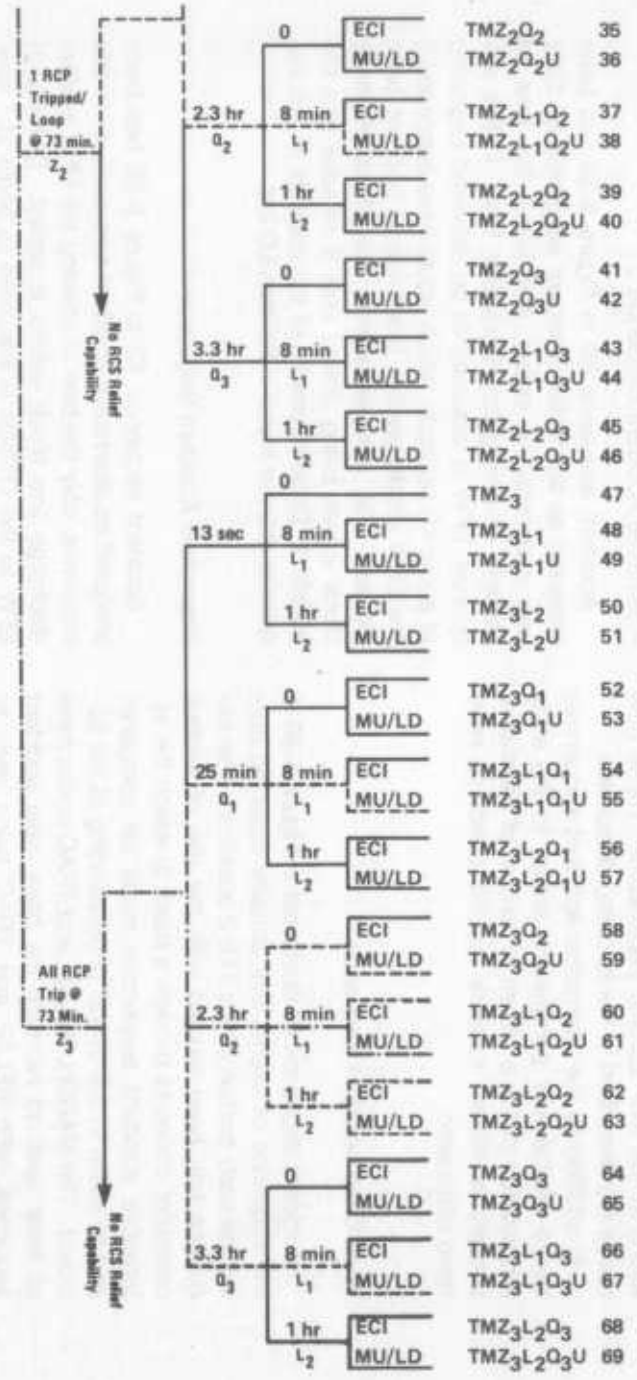 0 ECI TMZ₂Q₂ 35
MU/LD TMZ₂Q₂U 36
1 RCP
Tripped/
Loop
@ 73 min.
Z₂
2.3 hr
Q₂
8 min ECI TMZ₂L₁Q₂ 37
L₁ MU/LD TMZ₂L₁Q₂U 38
1 hr ECI TMZ₂L₂Q₂ 39
L₂ MU/LD TMZ₂L₂Q₂U 40
No RCS Relief
Capability
0 ECI TMZ₂Q₃ 41
MU/LD TMZ₂Q₃U 42
3.3 hr
Q₃
8 min ECI TMZ₂L₁Q₃ 43
L₁ MU/LD TMZ₂L₁Q₃U 44
1 hr ECI TMZ₂L₂Q₃ 45
L₂ MU/LD TMZ₂L₂Q₃U 46
0 TMZ₃ 47
13 sec
8 min ECI TMZ₃L₁ 48
L₁ MU/LD TMZ₃L₁U 49
1 hr ECI TMZ₃L₂ 50
L₂ MU/LD TMZ₃L₂U 51
0 ECI TMZ₃Q₁ 52
MU/LD TMZ₃Q₁U 53
25 min
Q₁
8 min ECI TMZ₃L₁Q₁ 54
L₁ MU/LD TMZ₃L₁Q₁U 55
1 hr ECI TMZ₃L₂Q₁ 56
L₂ MU/LD TMZ₃L₂Q₁U 57
All RCP
Trip @
73 Min.
Z₃
0 ECI TMZ₃Q₂ 58
MU/LD TMZ₃Q₂U 59
2.3 hr
Q₂
8 min ECI TMZ₃L₁Q₂ 60
L₁ MU/LD TMZ₃L₁Q₂U 61
1 hr ECI TMZ₃L₂Q₂ 62
L₂ MU/LD TMZ₃L₂Q₂U 63
No RCS Relief
Capability
0 ECI TMZ₃Q₃ 64
MU/LD TMZ₃Q₃U 65
3.3 hr
Q₃
8 min ECI TMZ₃L₁Q₃ 66
L₁ MU/LD TMZ₃L₁Q₃U 67
1 hr ECI TMZ₃L₂Q₃ 68
L₂ MU/LD TMZ₃L₂Q₃U 69